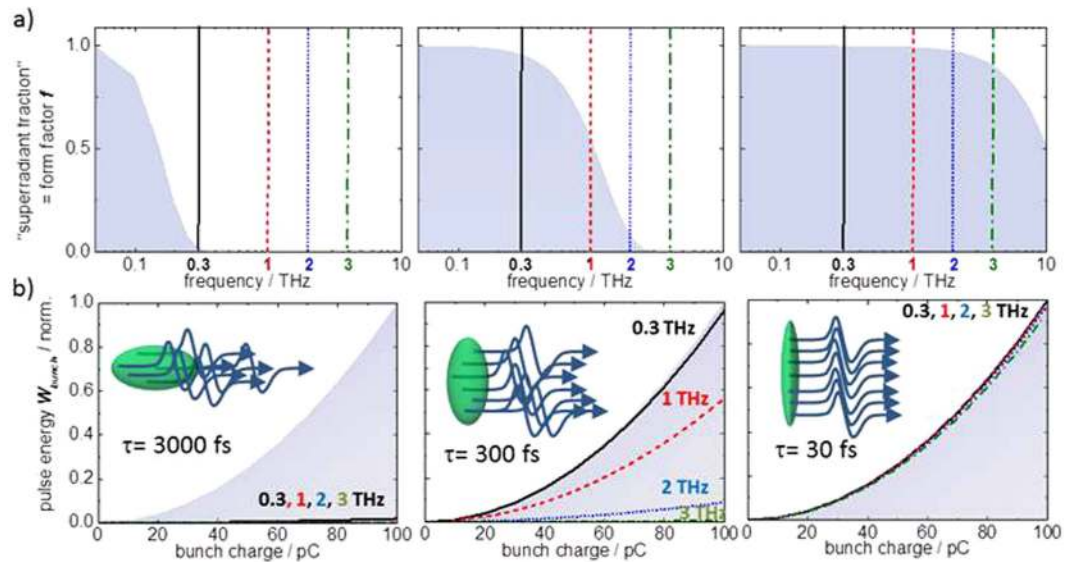 a)
"superradiant traction"
= form factor f
1.0
0.5
0.0
0.1 0.3 1 2 3 10
frequency / THz
0.1 0.3 1 2 3 10
frequency / THz
0.1 0.3 1 2 3 10
frequency / THz
b)
pulse energy W_bunch / norm.
1.0
0.8
0.6
0.4
0.2
0.0
τ= 3000 fs
0.3, 1, 2, 3 THz
0 20 40 60 80 100
bunch charge / pC
0.3 THz
1 THz
τ= 300 fs
2 THz
3 THz
0 20 40 60 80 100
bunch charge / pC
0.3, 1, 2, 3 THz
τ= 30 fs
0 20 40 60 80 100
bunch charge / pC